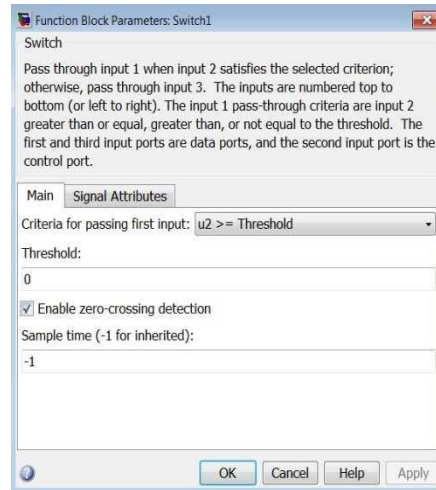 Function Block Parameters: Switch1
Switch
Pass through input 1 when input 2 satisfies the selected criterion;
otherwise, pass through input 3.  The inputs are numbered top to
bottom (or left to right). The input 1 pass-through criteria are input 2
greater than or equal, greater than, or not equal to the threshold.  The
first and third input ports are data ports, and the second input port is the
control port.
Main Signal Attributes
Criteria for passing first input: u2 >= Threshold
Threshold:
0
Enable zero-crossing detection
Sample time (-1 for inherited):
-1
OK Cancel Help Apply